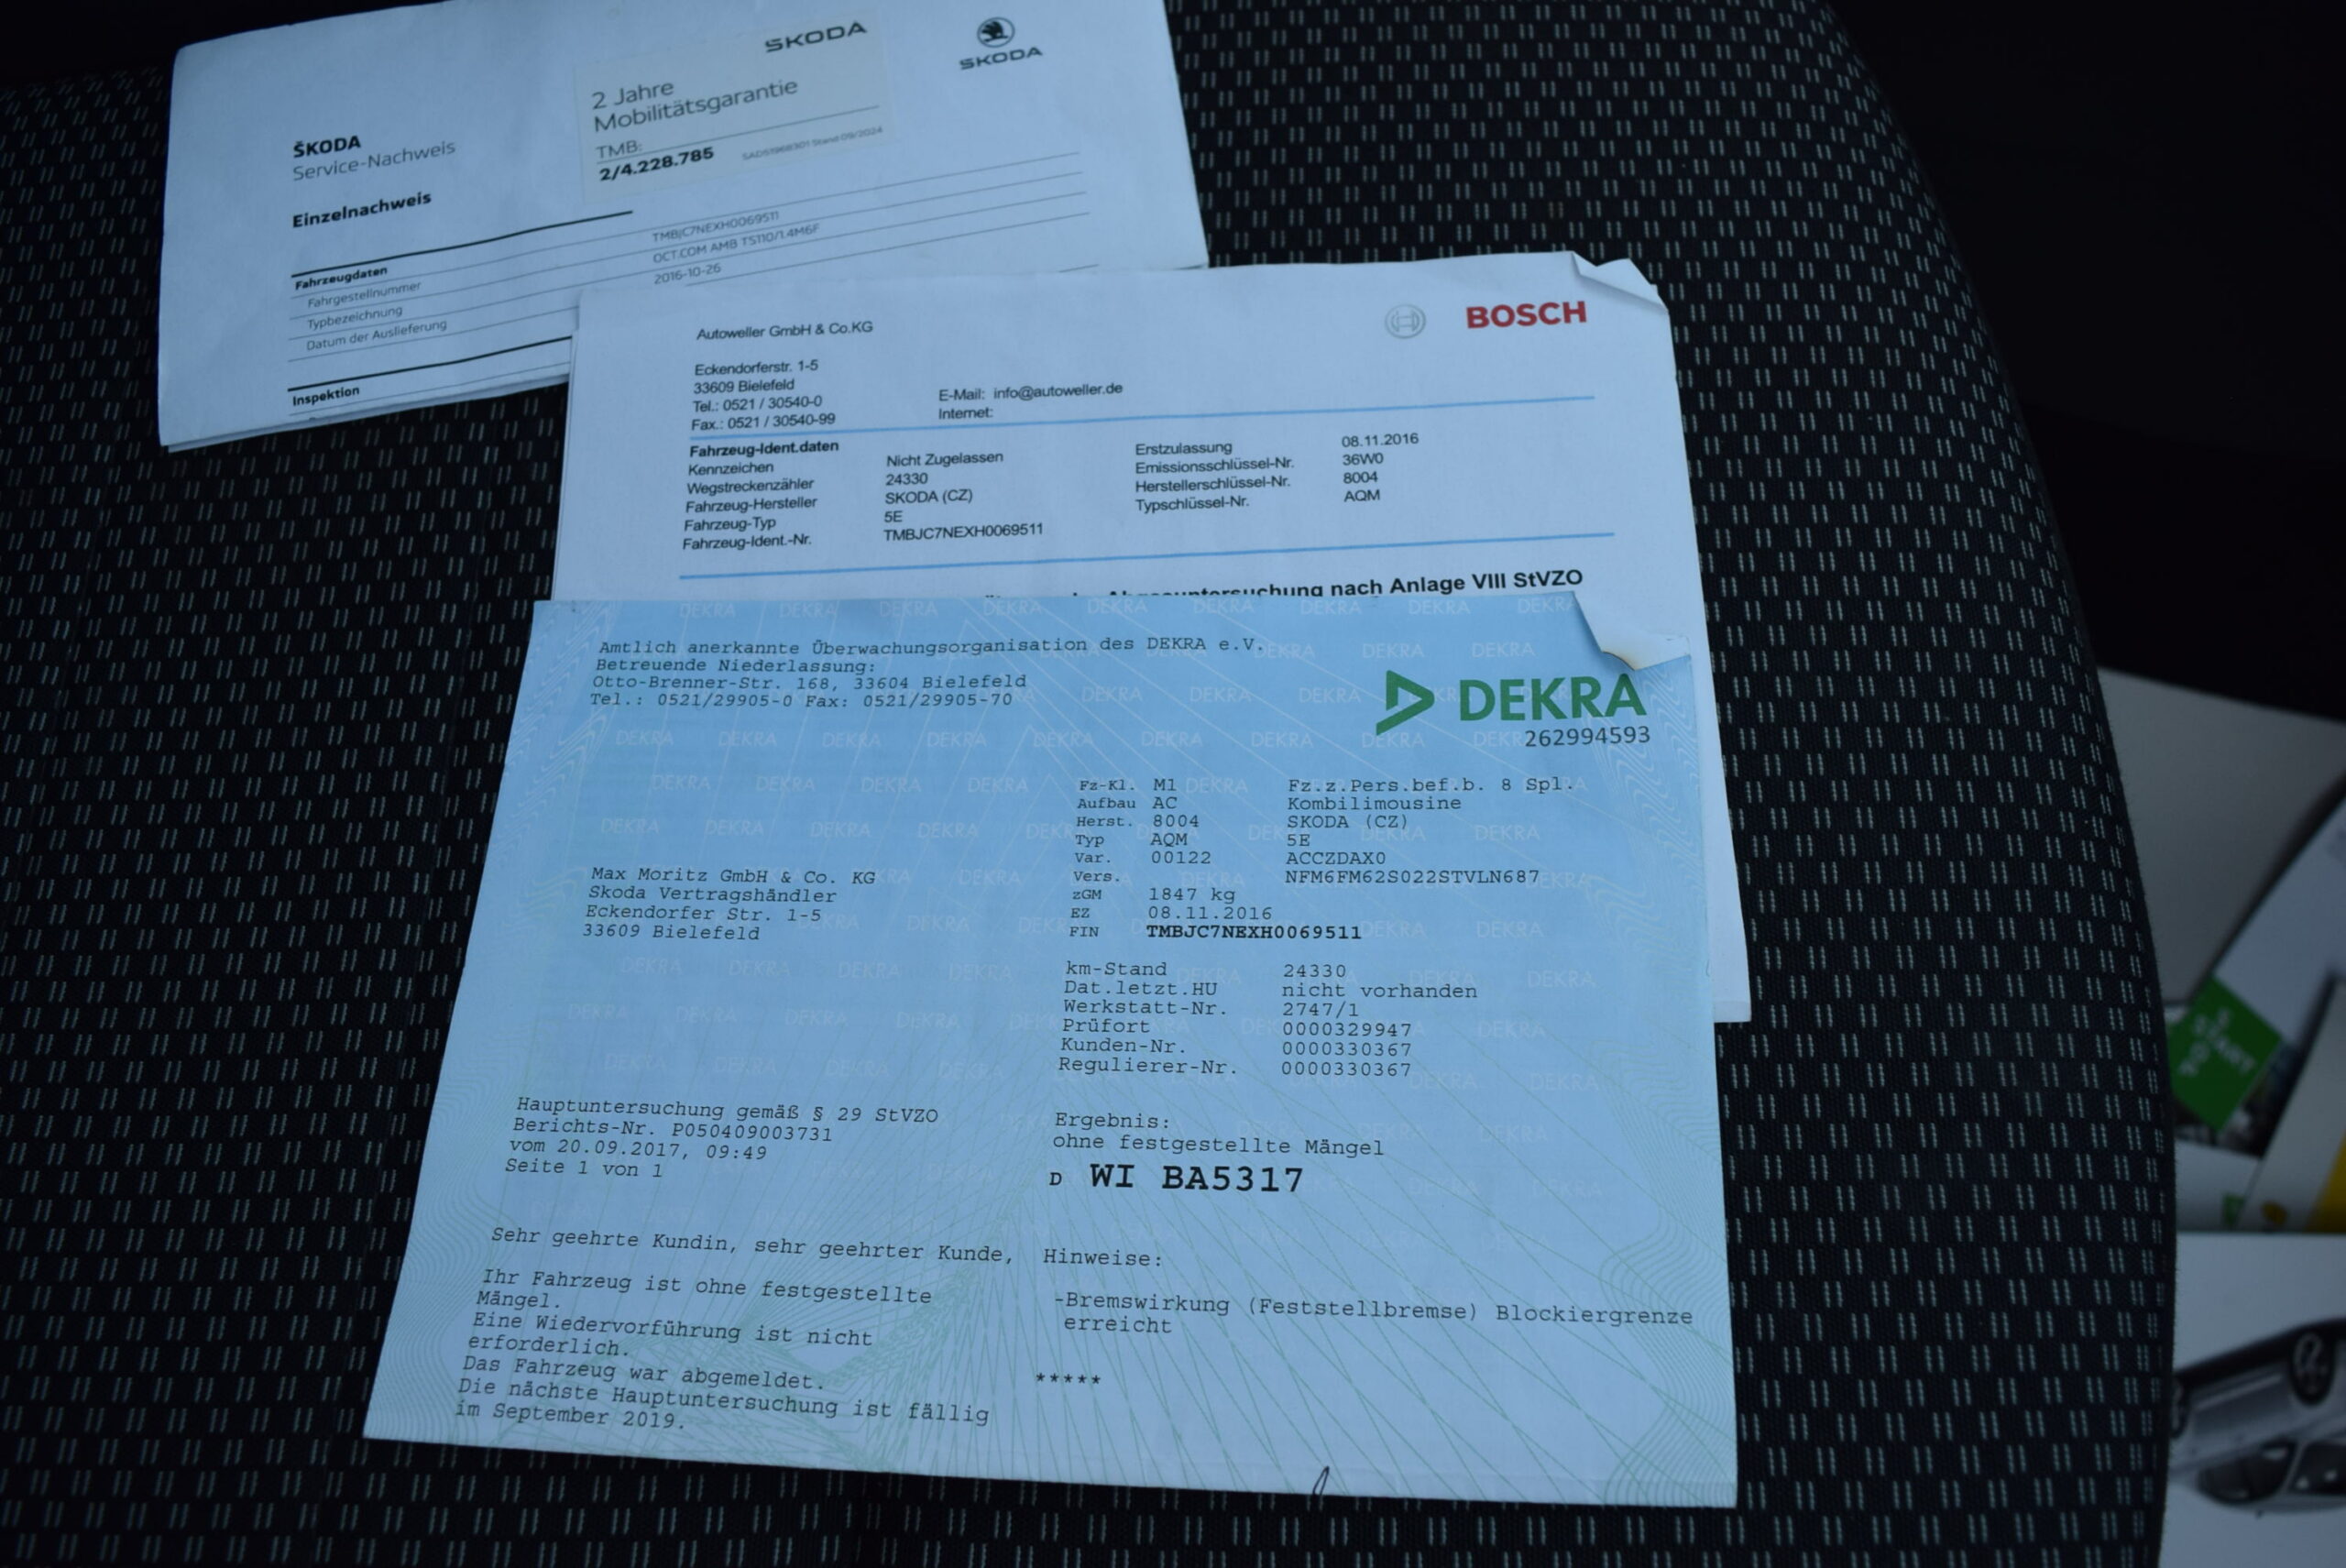 SKODA
SKODA
2 Jahre
Mobilitätsgarantie
TMB:
2/4.228.785
ŠKODA
Service-Nachweis
Einzelnachweis
Fahrzeugdaten
Fahrgestellnummer TMBJC7NEXH0069511
Typbezeichnung OCT.COM AMB TS110/1.4M6F
Datum der Auslieferung 2016-10-26
Inspektion
BOSCH
Autoweller GmbH & Co.KG
Eckendorferstr. 1-5
33609 Bielefeld
Tel.: 0521 / 30540-0 E-Mail: info@autoweller.de
Fax.: 0521 / 30540-99 Internet:
Fahrzeug-Ident.daten
Kennzeichen Nicht Zugelassen Erstzulassung 08.11.2016
Wegstreckenzähler 24330 Emissionsschlüssel-Nr. 36W0
Fahrzeug-Hersteller SKODA (CZ) Herstellerschlüssel-Nr. 8004
Fahrzeug-Typ 5E Typschlüssel-Nr. AQM
Fahrzeug-Ident.-Nr. TMBJC7NEXH0069511
nach Anlage VIII StVZO
Amtlich anerkannte Überwachungsorganisation des DEKRA e.V.
Betreuende Niederlassung:
Otto-Brenner-Str. 168, 33604 Bielefeld
Tel.: 0521/29905-0 Fax: 0521/29905-70
DEKRA
262994593
Fz-Kl. M1 Fz.z.Pers.bef.b. 8 Spl.
Aufbau AC Kombilimousine
Herst. 8004 SKODA (CZ)
Typ AQM 5E
Var. 00122 ACCZDAX0
Vers. NFM6FM62S022STVLN687
zGM 1847 kg
EZ 08.11.2016
FIN TMBJC7NEXH0069511
Max Moritz GmbH & Co. KG
Skoda Vertragshändler
Eckendorfer Str. 1-5
33609 Bielefeld
km-Stand 24330
Dat.letzt.HU nicht vorhanden
Werkstatt-Nr. 2747/1
Prüfort 0000329947
Kunden-Nr. 0000330367
Regulierer-Nr. 0000330367
Hauptuntersuchung gemäß § 29 StVZO
Berichts-Nr. P050409003731
vom 20.09.2017, 09:49
Seite 1 von 1
Ergebnis:
ohne festgestellte Mängel
D WI BA5317
Sehr geehrte Kundin, sehr geehrter Kunde,
Ihr Fahrzeug ist ohne festgestellte
Mängel.
Eine Wiedervorführung ist nicht
erforderlich.
Das Fahrzeug war abgemeldet.
Die nächste Hauptuntersuchung ist fällig
im September 2019.
Hinweise:
-Bremswirkung (Feststellbremse) Blockiergrenze
erreicht
*****